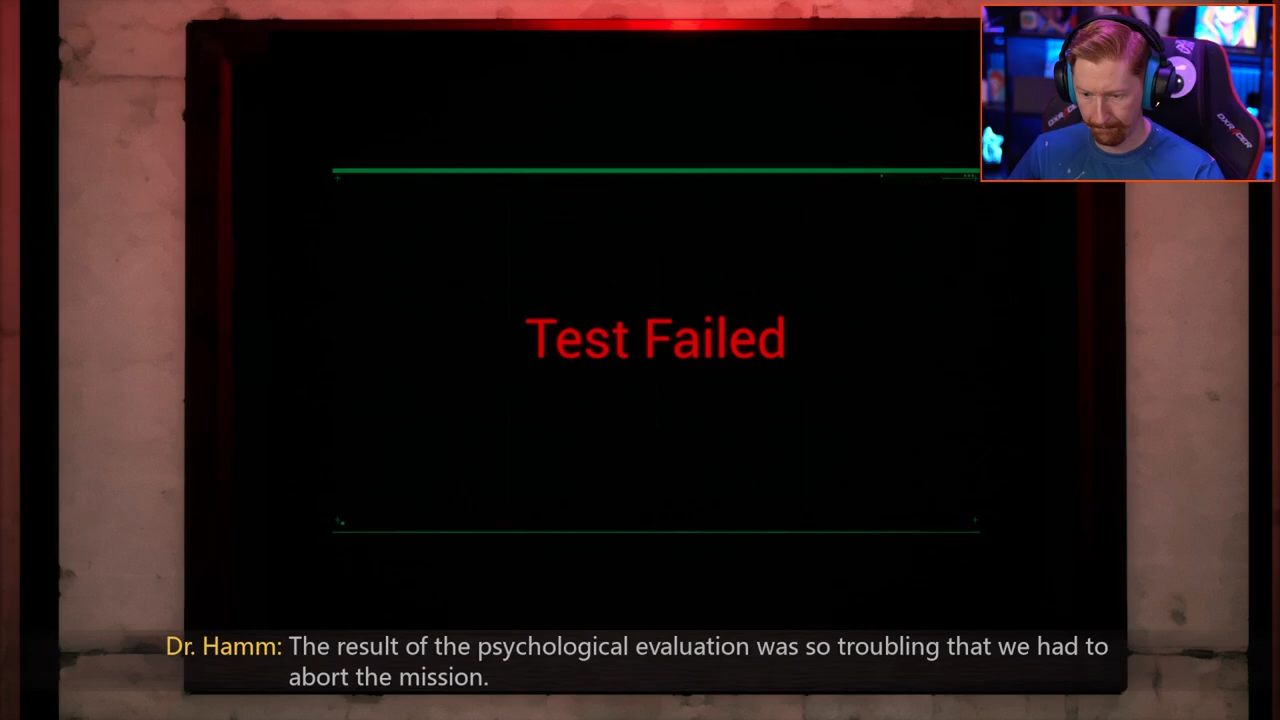 Test Failed
Dr. Hamm: The result of the psychological evaluation was so troubling that we had to
abort the mission.